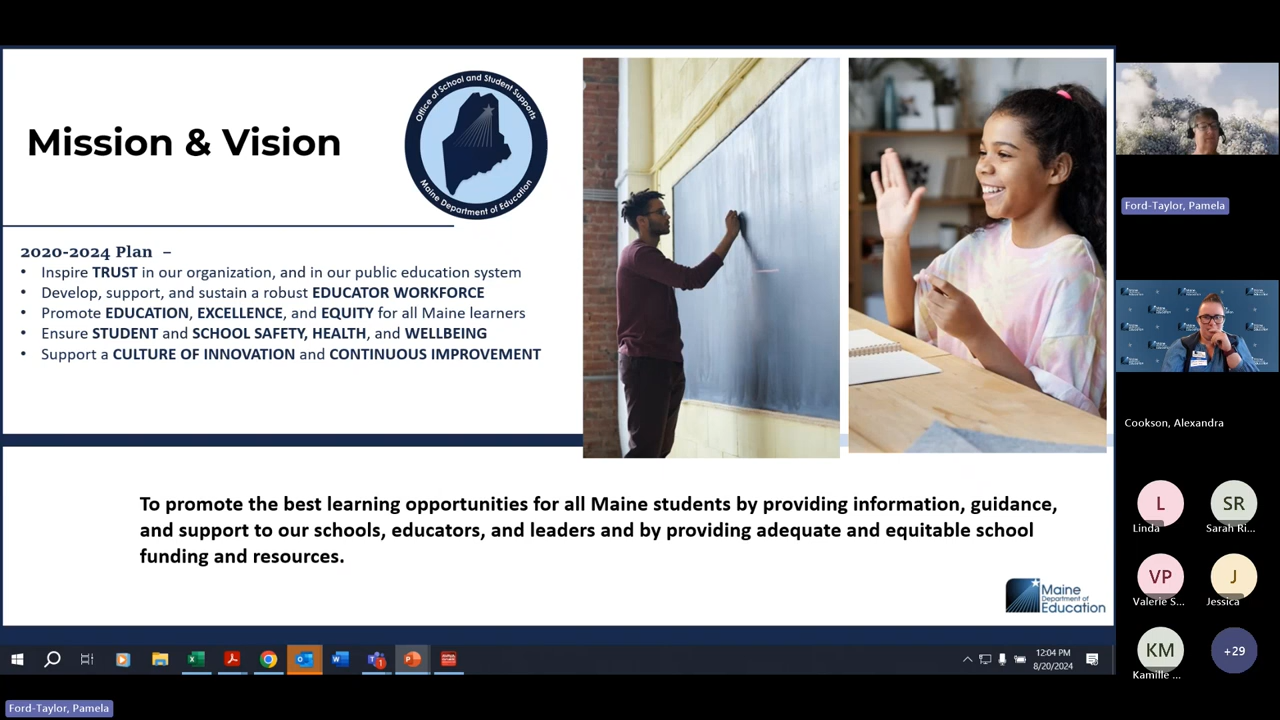 Mission & Vision
Office of School and Student Supports
Maine Department of Education
2020-2024 Plan –
• Inspire TRUST in our organization, and in our public education system
• Develop, support, and sustain a robust EDUCATOR WORKFORCE
• Promote EDUCATION, EXCELLENCE, and EQUITY for all Maine learners
• Ensure STUDENT and SCHOOL SAFETY, HEALTH, and WELLBEING
• Support a CULTURE OF INNOVATION and CONTINUOUS IMPROVEMENT
To promote the best learning opportunities for all Maine students by providing information, guidance,
and support to our schools, educators, and leaders and by providing adequate and equitable school
funding and resources.
Maine
Department of
Education
12:04 PM
8/20/2024
Ford-Taylor, Pamela
Ford-Taylor, Pamela
Cookson, Alexandra
L
SR
Linda
Sarah Ri...
VP
J
Valerie S...
Jessica
KM
+29
Kamille ...